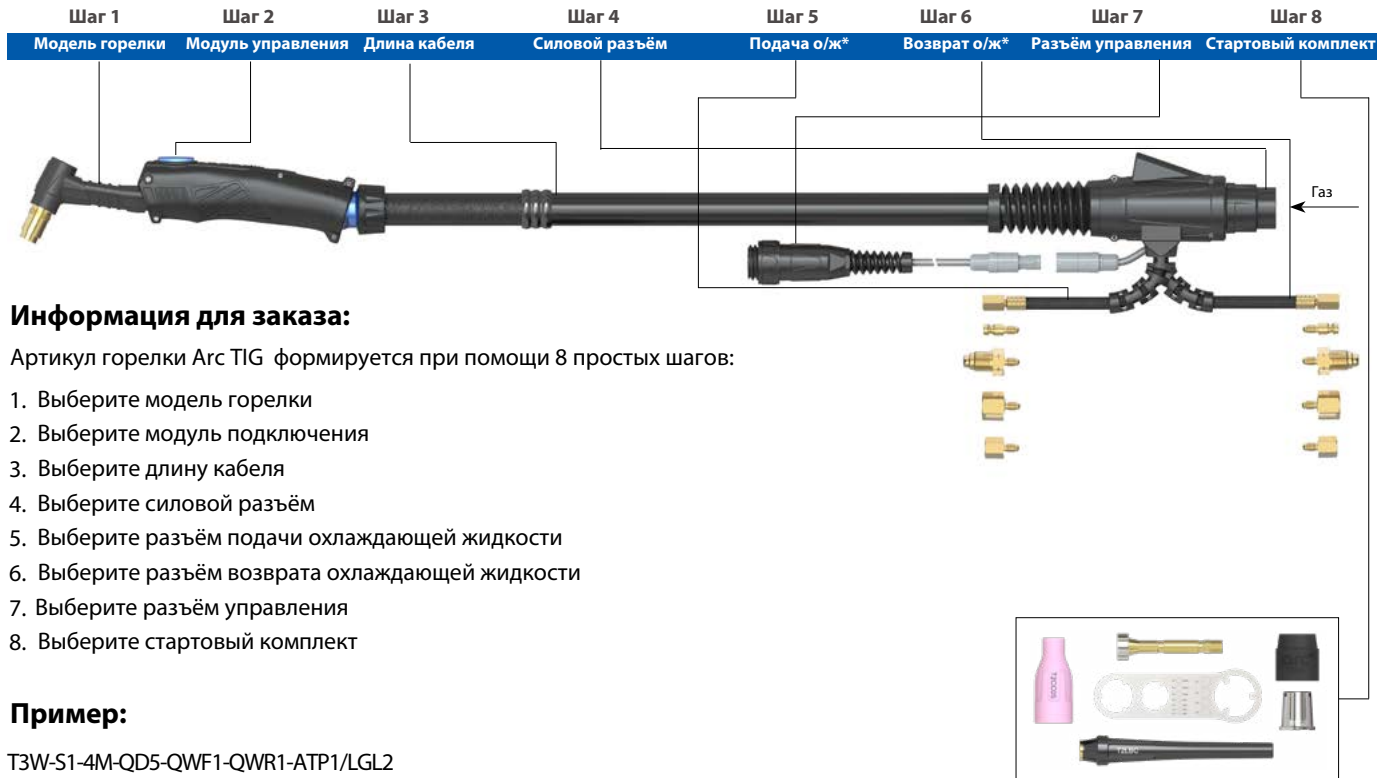 Шаг 1 Шаг 2 Шаг 3 Шаг 4 Шаг 5 Шаг 6 Шаг 7 Шаг 8
Модель горелки Модуль управления Длина кабеля Силовой разъём Подача о/ж* Возврат о/ж* Разъём управления Стартовый комплект
Газ
Информация для заказа:
Артикул горелки Arc TIG формируется при помощи 8 простых шагов:
1. Выберите модель горелки
2. Выберите модуль подключения
3. Выберите длину кабеля
4. Выберите силовой разъём
5. Выберите разъём подачи охлаждающей жидкости
6. Выберите разъём возврата охлаждающей жидкости
7. Выберите разъём управления
8. Выберите стартовый комплект
Пример:
T3W-S1-4M-QD5-QWF1-QWR1-ATP1/LGL2